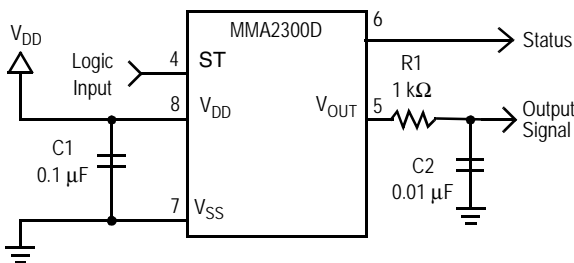 MMA2300D
V_DD
Logic
Input
4
ST
6
Status
R1
1 kΩ
8
V_DD
V_OUT
5
Output
Signal
C1
0.1 μF
C2
0.01 μF
7
V_SS